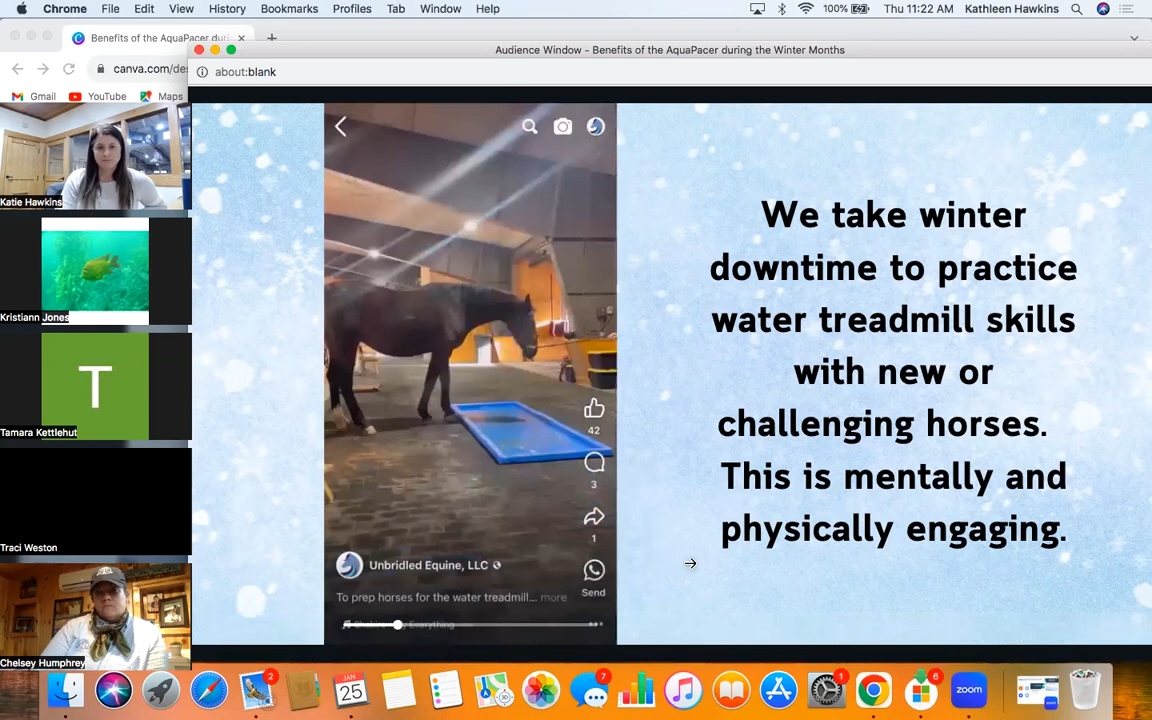 Chrome File Edit View History Bookmarks Profiles Tab Window Help 100% Thu 11:22 AM Kathleen Hawkins
Benefits of the AquaPacer duri
Audience Window - Benefits of the AquaPacer during the Winter Months
canva.com/des
about:blank
Gmail YouTube Maps
Katie Hawkins
Kristiann Jones
T
Tamara Kettlehut
Traci Weston
Chelsey Humphrey
We take winter
downtime to practice
water treadmill skills
with new or
challenging horses.
This is mentally and
physically engaging.
42
3
1
Send
Unbridled Equine, LLC
To prep horses for the water treadmill... more
Everything
2
JAN
25
7
1
6
zoom